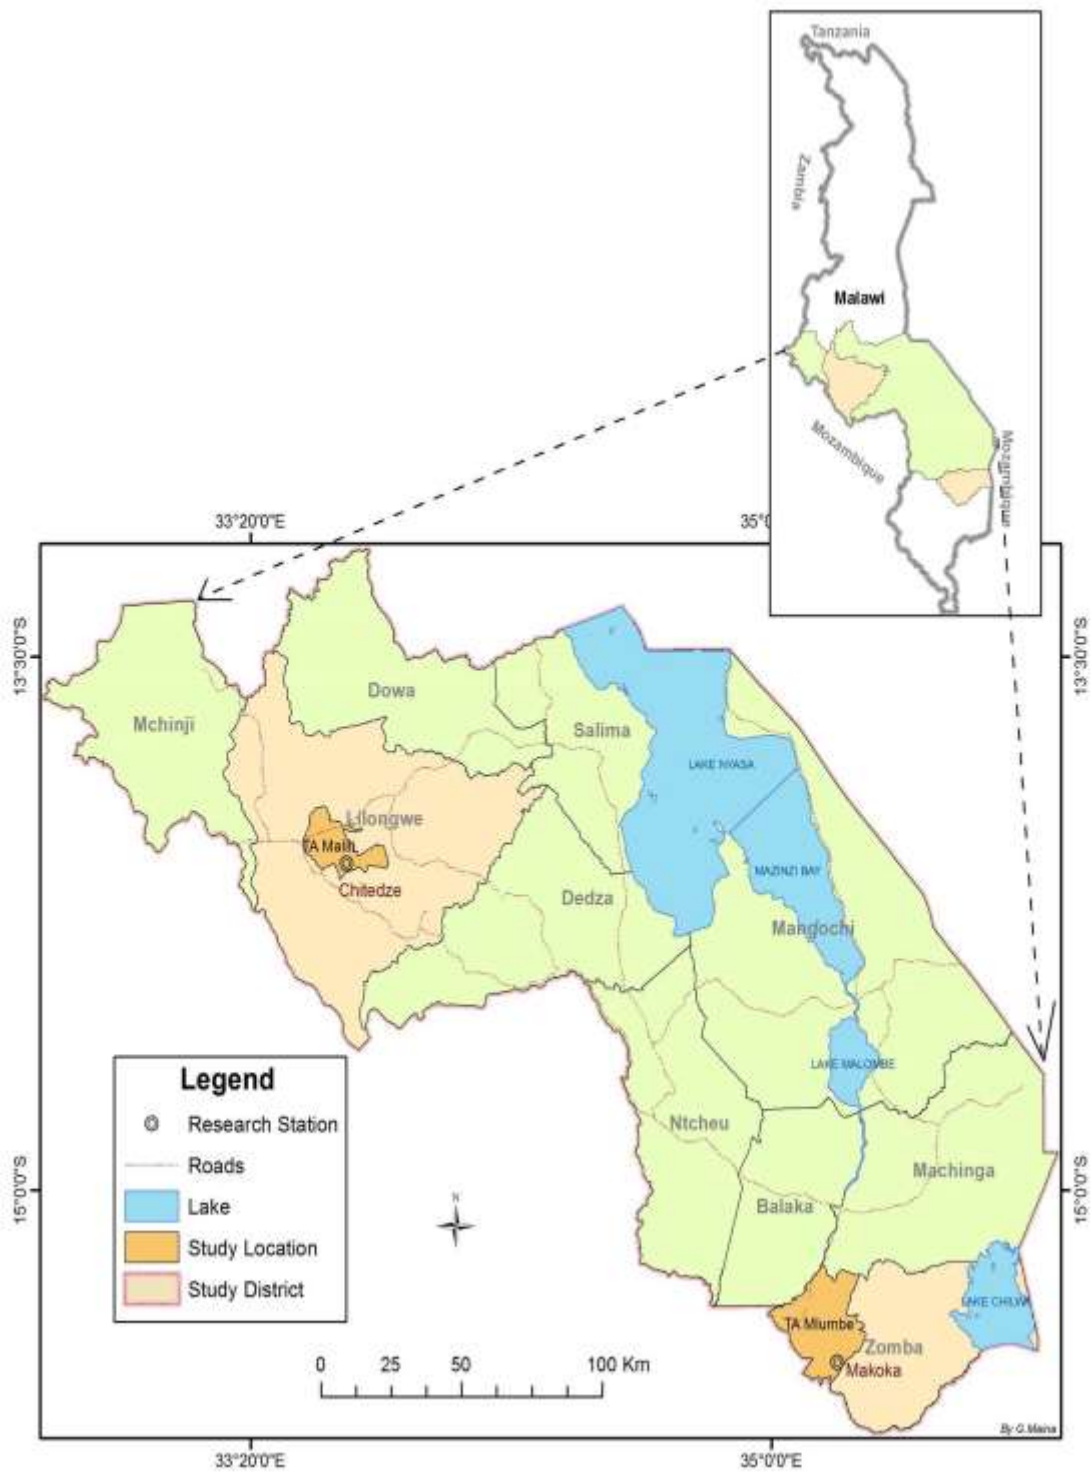 Tanzania
Zambia
Malawi
Mozambique
Mozambique
33°20'0"E
35°0'
13°30'0"S
13°30'0"S
Dowa
Mchinji
Salima
LAKE NYASA
Lilongwe
TA Malili
Chitedze
MAZINZI BAY
Dedza
Mangochi
LAKE MALOMBE
Legend
Research Station
Roads
Lake
Study Location
Study District
N
Ntcheu
Machinga
Balaka
15°0'0"S
15°0'0"S
LAKE CHILW
TA Mlumbe
Zomba
Makoka
0 25 50 100 Km
By G.Maina
33°20'0"E
35°0'0"E